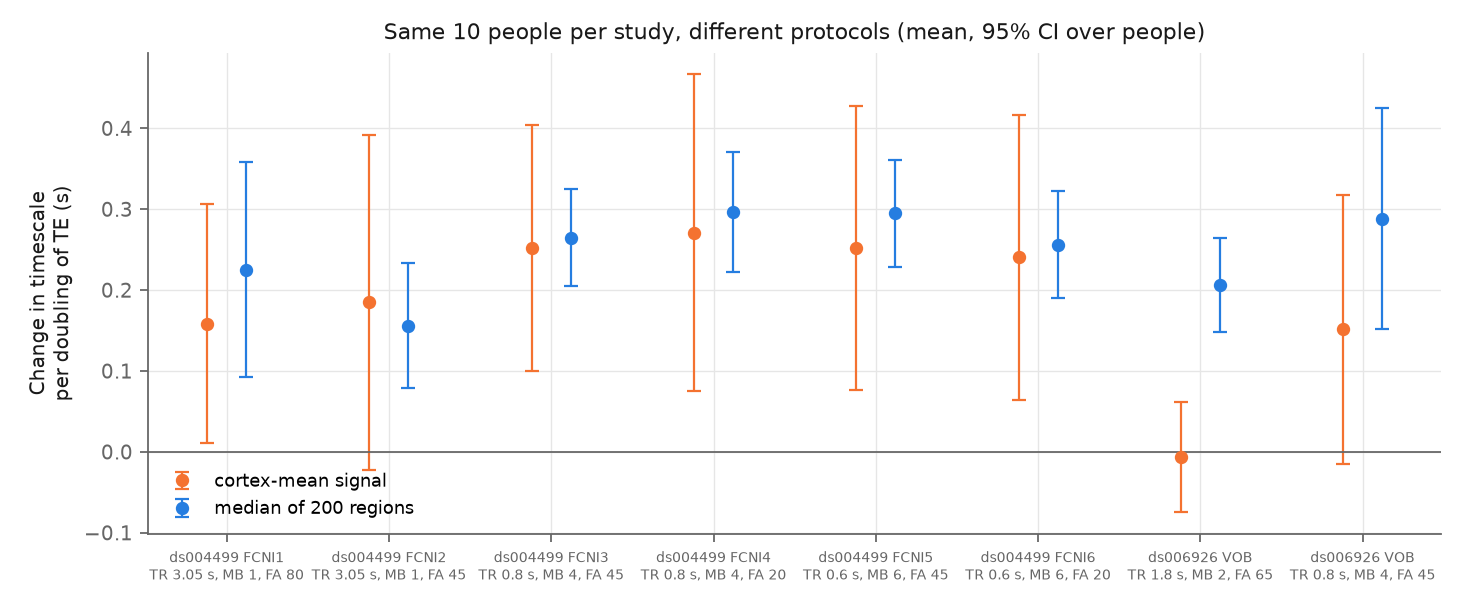 Same 10 people per study, different protocols (mean, 95% CI over people)
Change in timescale
per doubling of TE (s)
0.4
0.3
0.2
0.1
0.0
−0.1
cortex-mean signal
median of 200 regions
ds004499 FCNI1
TR 3.05 s, MB 1, FA 80
ds004499 FCNI2
TR 3.05 s, MB 1, FA 45
ds004499 FCNI3
TR 0.8 s, MB 4, FA 45
ds004499 FCNI4
TR 0.8 s, MB 4, FA 20
ds004499 FCNI5
TR 0.6 s, MB 6, FA 45
ds004499 FCNI6
TR 0.6 s, MB 6, FA 20
ds006926 VOB
TR 1.8 s, MB 2, FA 65
ds006926 VOB
TR 0.8 s, MB 4, FA 45